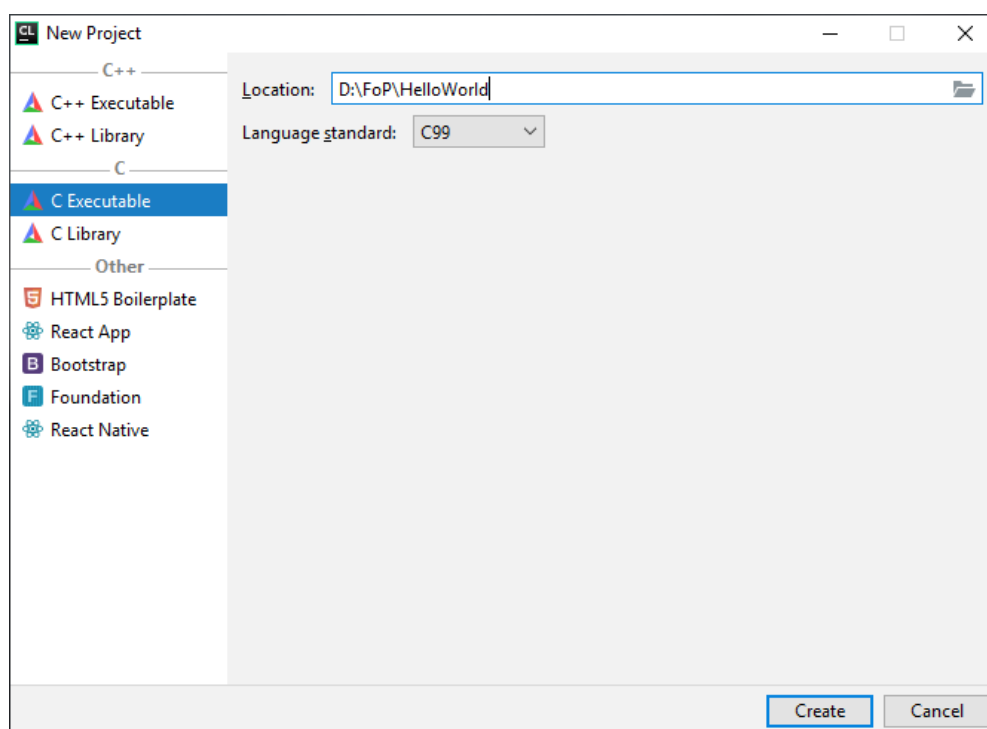 CL New Project
C++
C++ Executable
C++ Library
C
C Executable
C Library
Other
5 HTML5 Boilerplate
React App
B Bootstrap
F Foundation
React Native
Location: D:\FoP\HelloWorld
Language standard: C99
Create Cancel